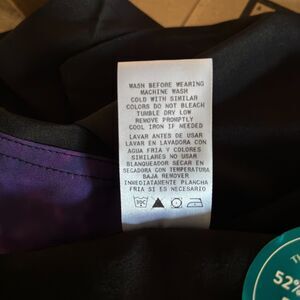 WASH BEFORE WEARING
MACHINE WASH
COLD WITH SIMILAR
COLORS DO NOT BLEACH
TUMBLE DRY LOW
REMOVE PROMPTLY
COOL IRON IF NEEDED
LAVAR ANTES DE USAR
LAVAR EN LAVADORA CON
AGUA FRIA Y COLORES
SIMILARES NO USAR
BLANQUEADOR SECAR EN
SECADORA CON TEMPERATURA
BAJA REMOVER
INMEDIATAMENTE PLANCHA
FRIA SI ES NECESARIO
52%